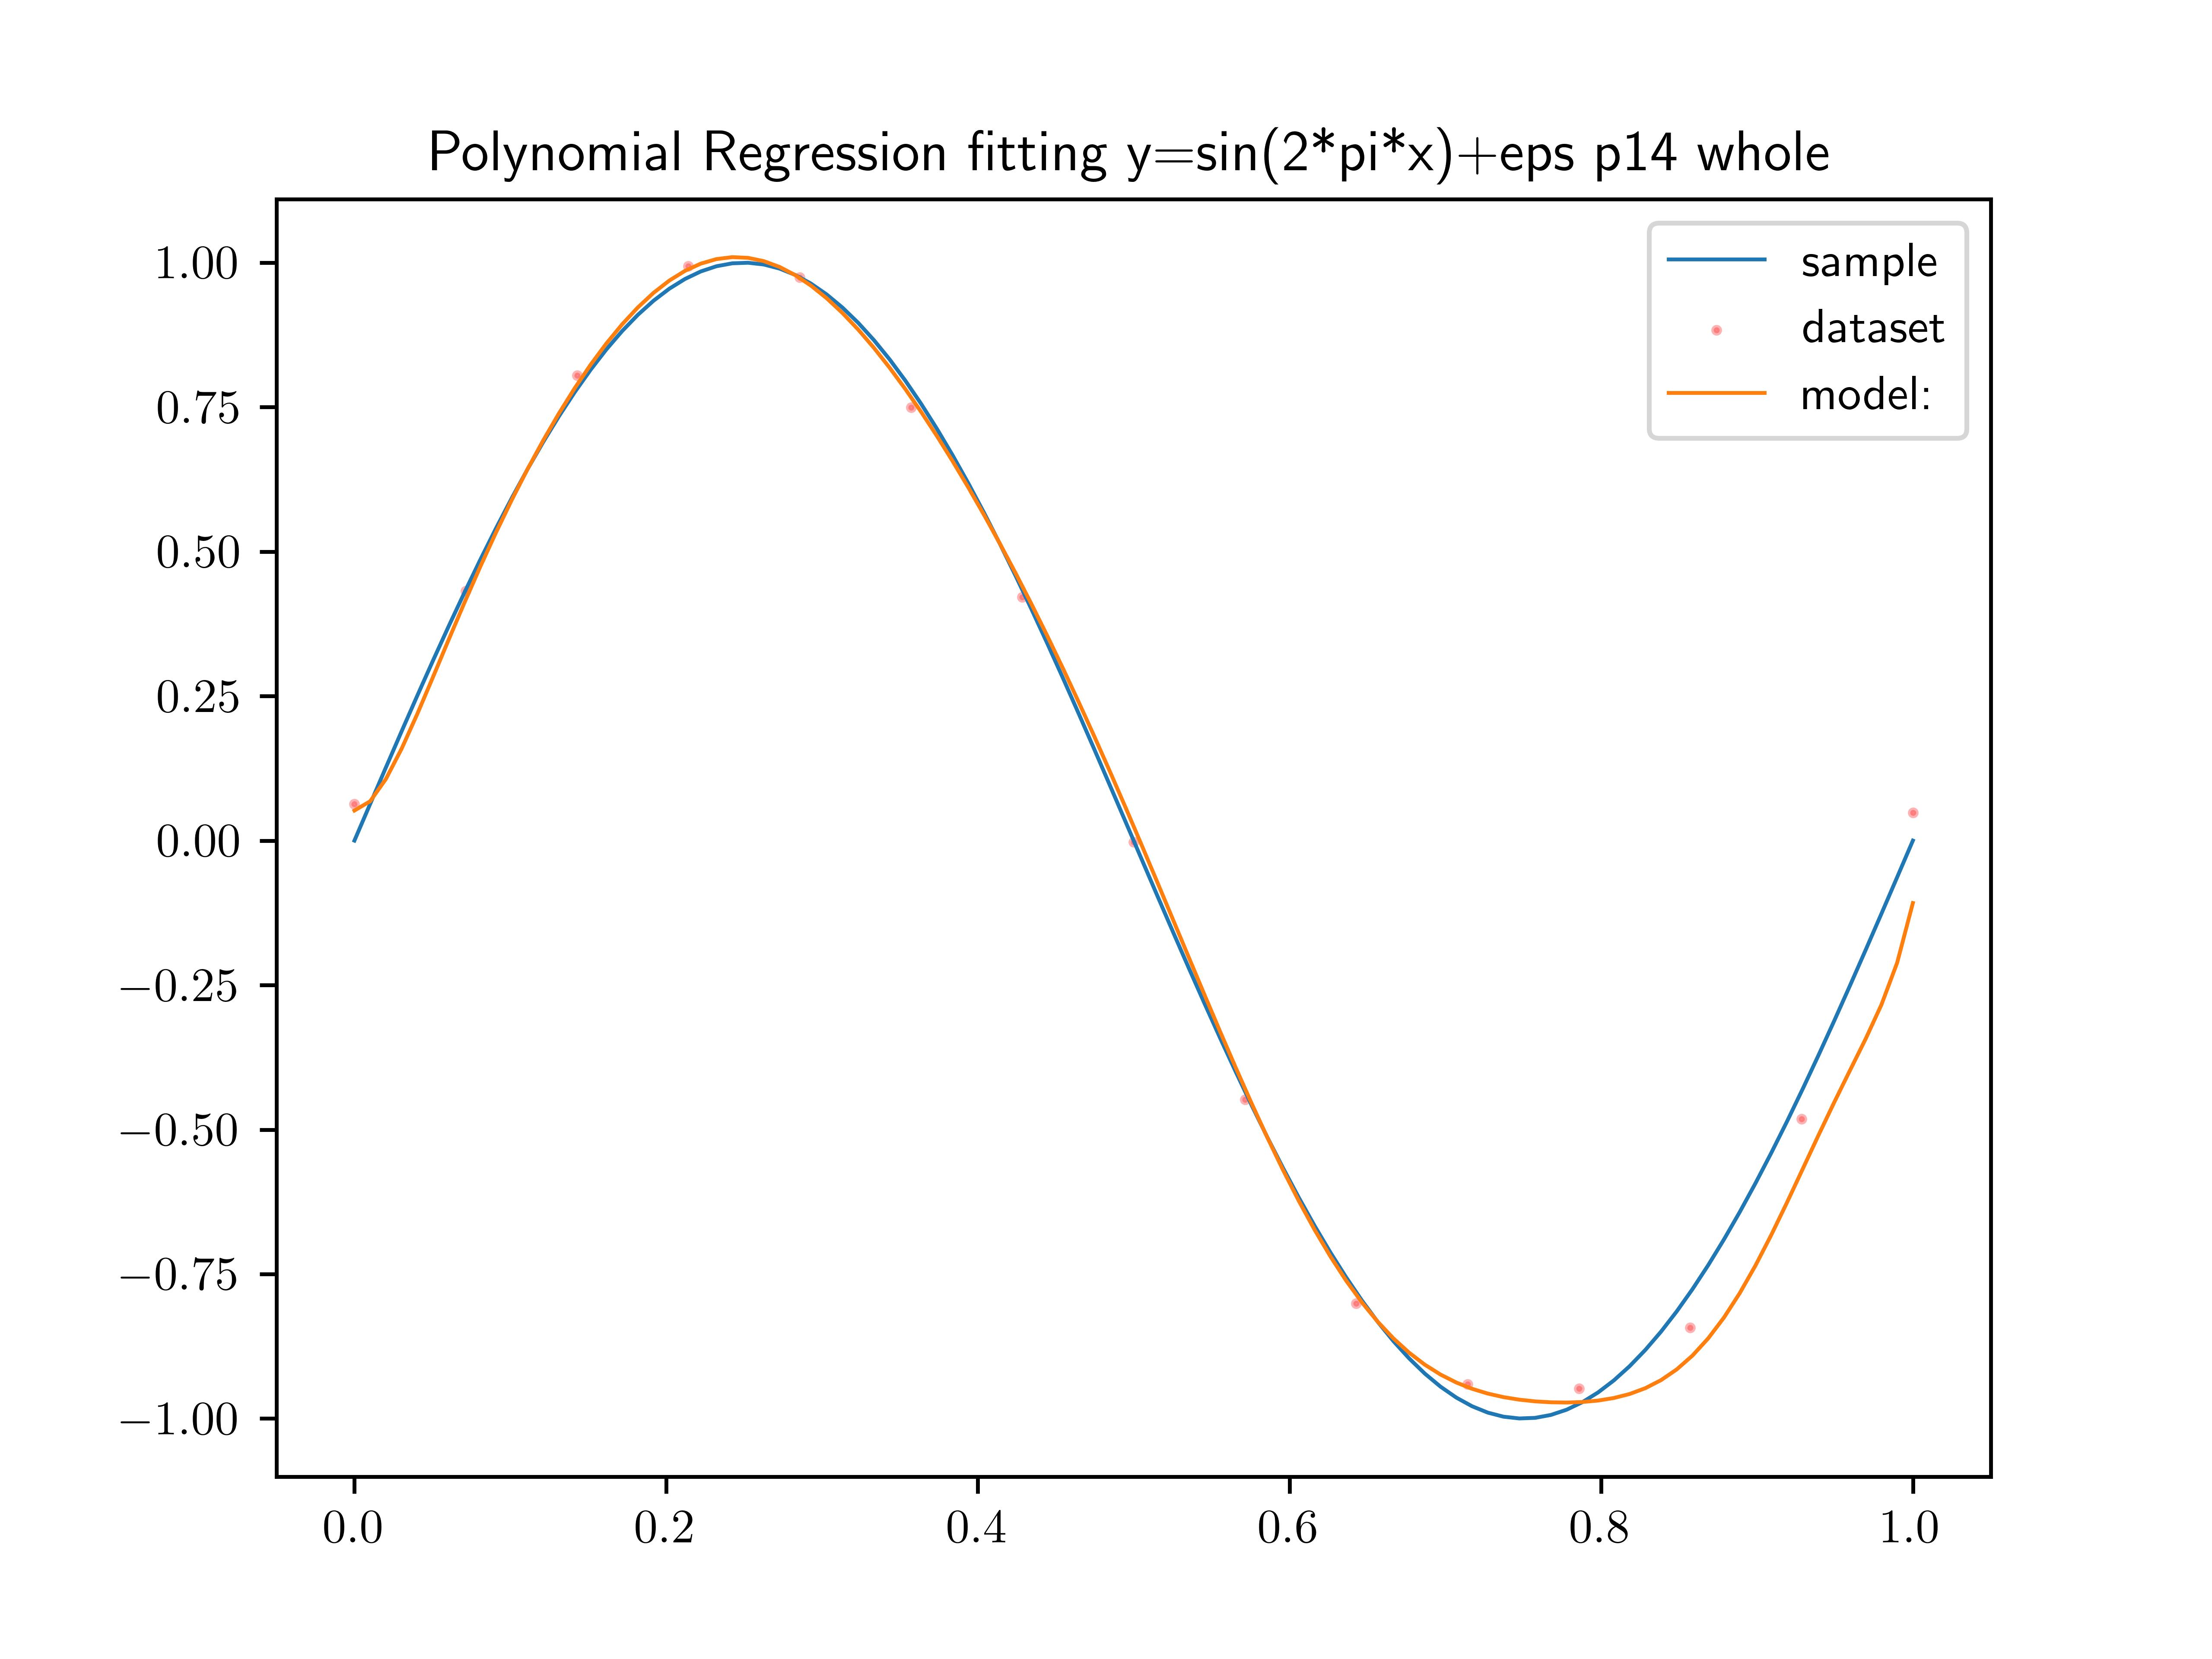 Polynomial Regression fitting y=sin(2*pi*x)+eps p14 whole
sample
dataset
model:
1.00
0.75
0.50
0.25
0.00
−0.25
−0.50
−0.75
−1.00
0.0 0.2 0.4 0.6 0.8 1.0